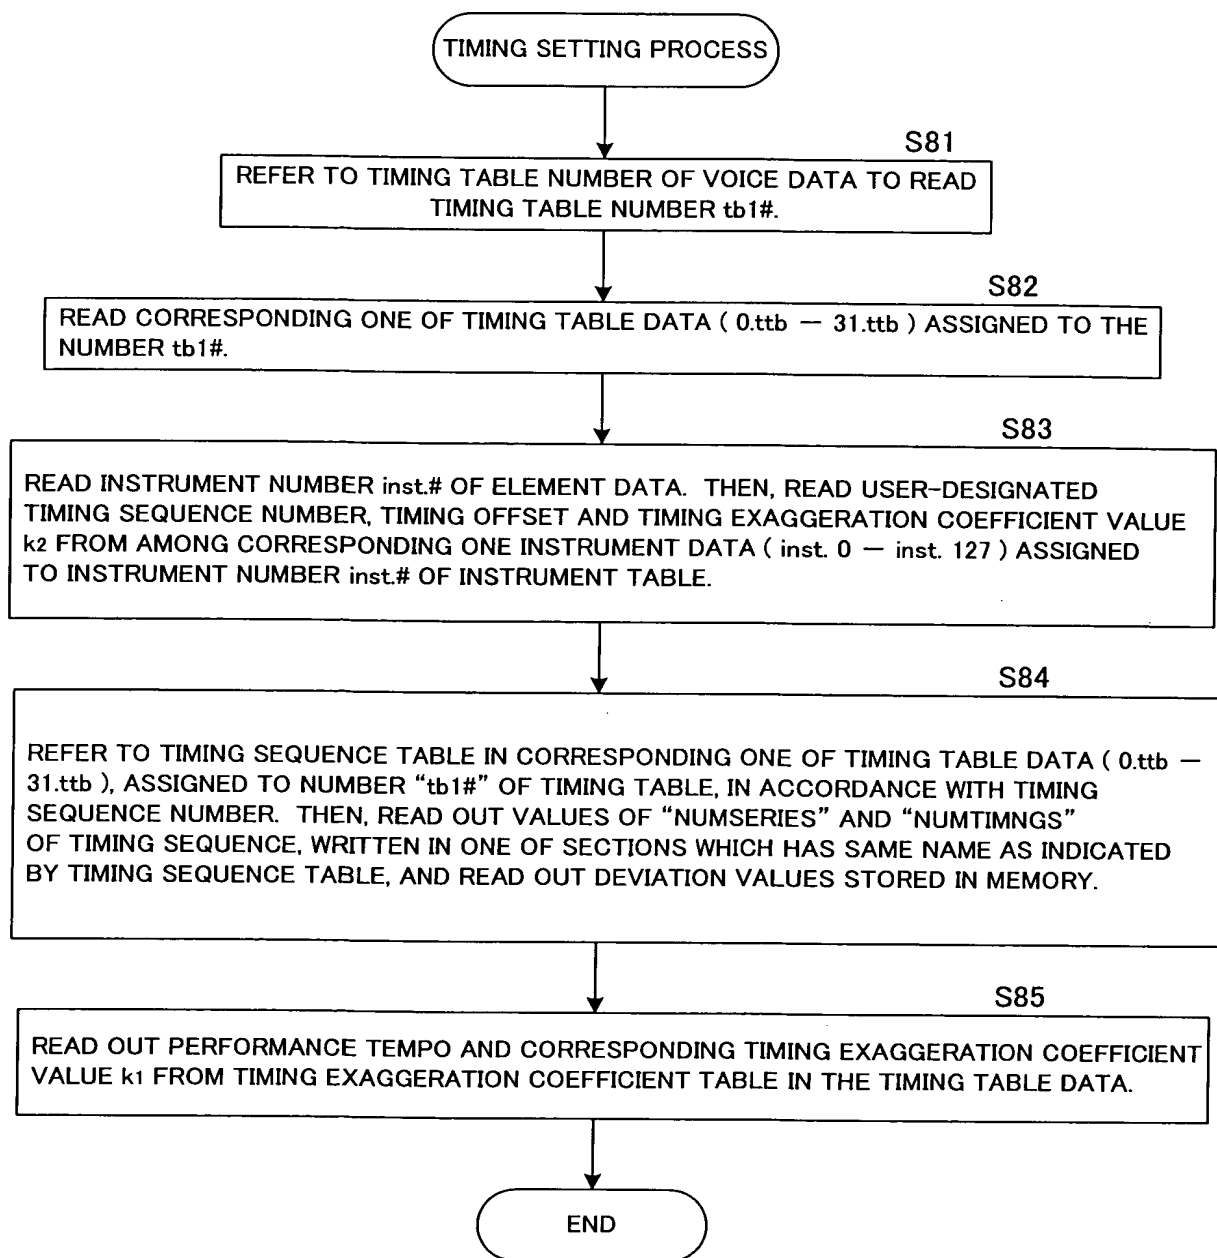 TIMING SETTING PROCESS
S81
REFER TO TIMING TABLE NUMBER OF VOICE DATA TO READ
TIMING TABLE NUMBER tb1#.
S82
READ CORRESPONDING ONE OF TIMING TABLE DATA ( 0.ttb — 31.ttb ) ASSIGNED TO THE
NUMBER tb1#.
S83
READ INSTRUMENT NUMBER inst.# OF ELEMENT DATA. THEN, READ USER-DESIGNATED
TIMING SEQUENCE NUMBER, TIMING OFFSET AND TIMING EXAGGERATION COEFFICIENT VALUE
k2 FROM AMONG CORRESPONDING ONE INSTRUMENT DATA ( inst. 0 — inst. 127 ) ASSIGNED
TO INSTRUMENT NUMBER inst.# OF INSTRUMENT TABLE.
S84
REFER TO TIMING SEQUENCE TABLE IN CORRESPONDING ONE OF TIMING TABLE DATA ( 0.ttb —
31.ttb ), ASSIGNED TO NUMBER “tb1#” OF TIMING TABLE, IN ACCORDANCE WITH TIMING
SEQUENCE NUMBER. THEN, READ OUT VALUES OF “NUMSERIES” AND “NUMTIMNGS”
OF TIMING SEQUENCE, WRITTEN IN ONE OF SECTIONS WHICH HAS SAME NAME AS INDICATED
BY TIMING SEQUENCE TABLE, AND READ OUT DEVIATION VALUES STORED IN MEMORY.
S85
READ OUT PERFORMANCE TEMPO AND CORRESPONDING TIMING EXAGGERATION COEFFICIENT
VALUE k1 FROM TIMING EXAGGERATION COEFFICIENT TABLE IN THE TIMING TABLE DATA.
END